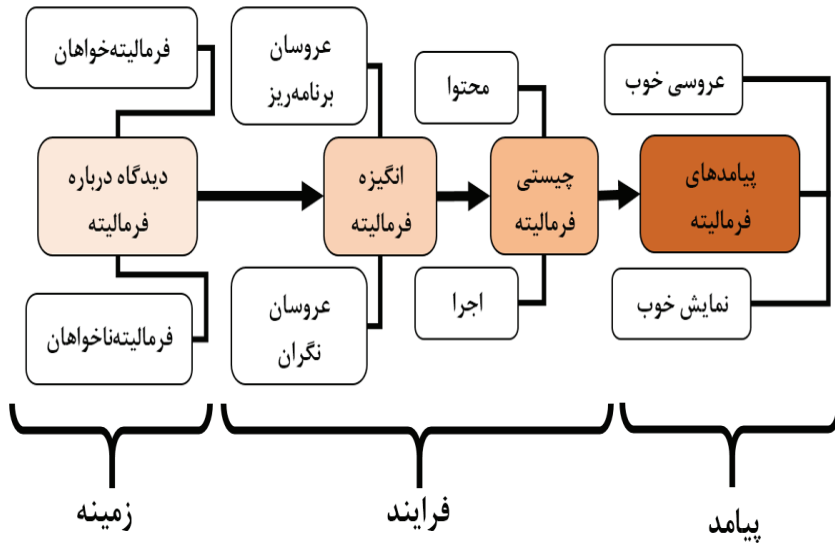 فرمالیته‌خواهان
دیدگاه درباره
فرمالیته
فرمالیته‌ناخواهان
عروسان
برنامه‌ریز
انگیزه
فرمالیته
عروسان
نگران
محتوا
چیستی
فرمالیته
اجرا
عروسی خوب
پیامدهای
فرمالیته
نمایش خوب
زمینه
فرایند
پیامد